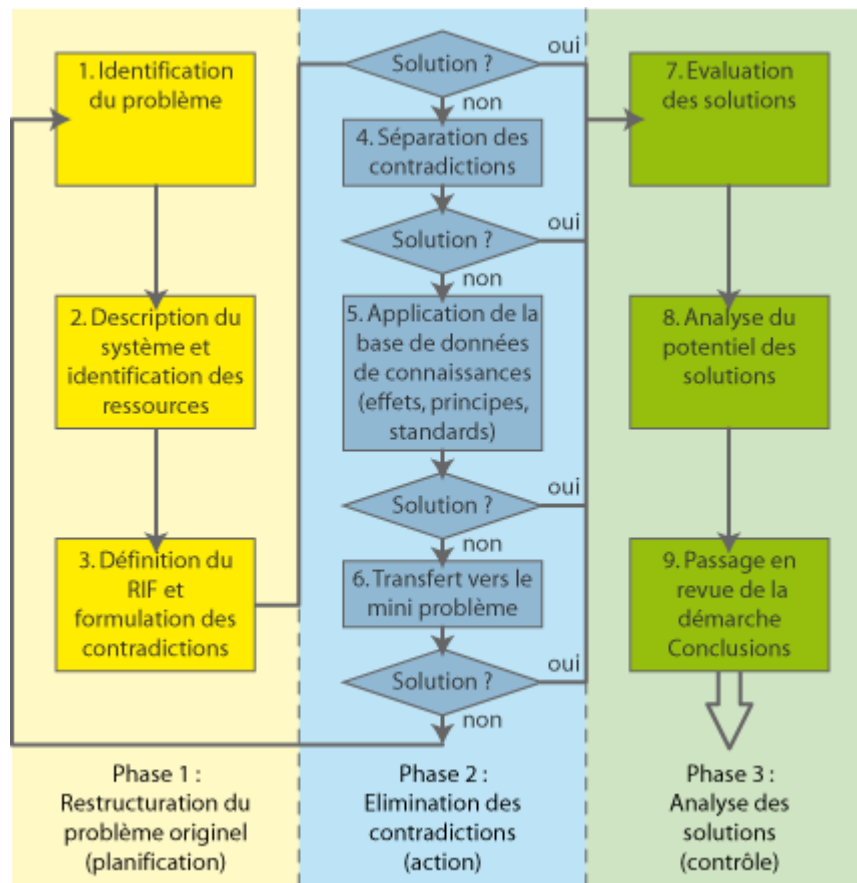 1. Identification
du problème
2. Description du
système et
identification des
ressources
3. Définition du
RIF et
formulation des
contradictions
Phase 1 :
Restructuration du
problème originel
(planification)
Solution ?
oui
non
4. Séparation des
contradictions
Solution ?
oui
non
5. Application de la
base de données
de connaissances
(effets, principes,
standards)
Solution ?
oui
non
6. Transfert vers le
mini problème
Solution ?
oui
non
Phase 2 :
Elimination des
contradictions
(action)
7. Evaluation
des solutions
8. Analyse du
potentiel des
solutions
9. Passage en
revue de la
démarche
Conclusions
Phase 3 :
Analyse des
solutions
(contrôle)